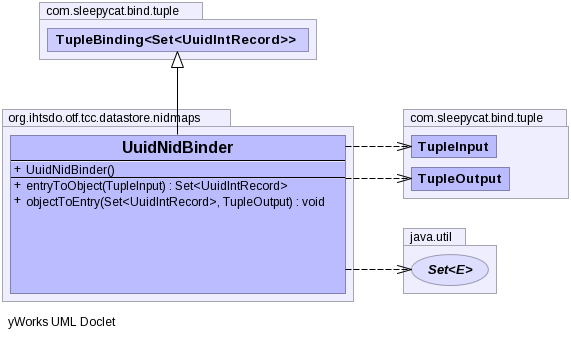 com.sleepycat.bind.tuple
TupleBinding<Set<UuidIntRecord>>
org.ihtsdo.otf.tcc.datastore.nidmaps
UuidNidBinder
+ UuidNidBinder()
+ entryToObject(TupleInput) : Set<UuidIntRecord>
+ objectToEntry(Set<UuidIntRecord>, TupleOutput) : void
com.sleepycat.bind.tuple
TupleInput
TupleOutput
java.util
Set<E>
yWorks UML Doclet